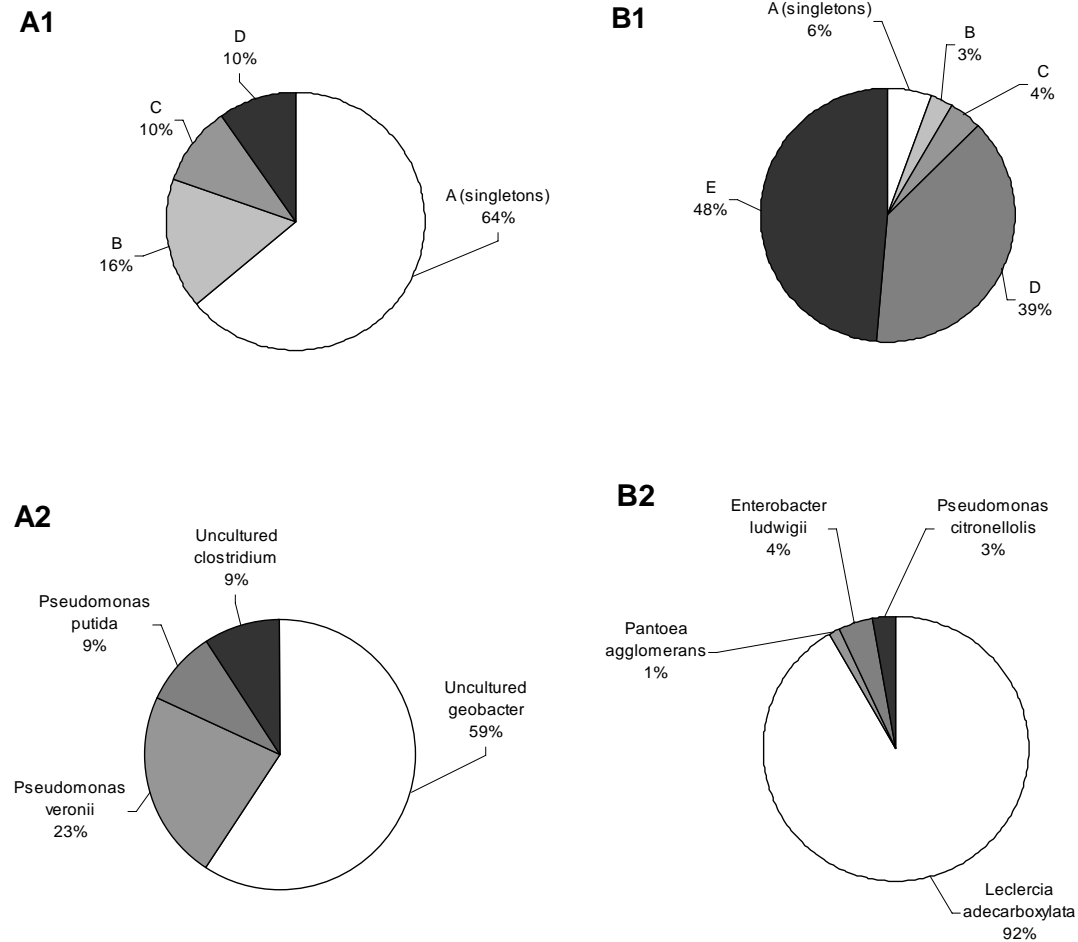 A1
D
10%
C
10%
B
16%
A (singletons)
64%
B1
A (singletons)
6%
B
3%
C
4%
D
39%
E
48%
A2
Uncultured
clostridium
9%
Pseudomonas
putida
9%
Pseudomonas
veronii
23%
Uncultured
geobacter
59%
B2
Enterobacter
ludwigii
4%
Pseudomonas
citronellolis
3%
Pantoea
agglomerans
1%
Leclercia
adecarboxylata
92%